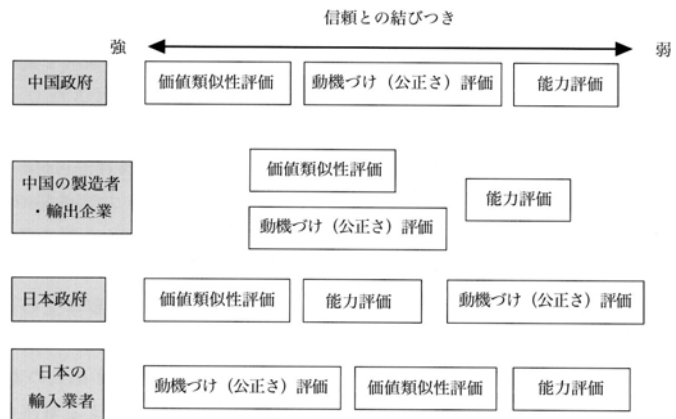 信頼との結びつき
強
弱
中国政府
価値類似性評価
動機づけ（公正さ）評価
能力評価
中国の製造者
・輸出企業
価値類似性評価
動機づけ（公正さ）評価
能力評価
日本政府
価値類似性評価
能力評価
動機づけ（公正さ）評価
日本の
輸入業者
動機づけ（公正さ）評価
価値類似性評価
能力評価